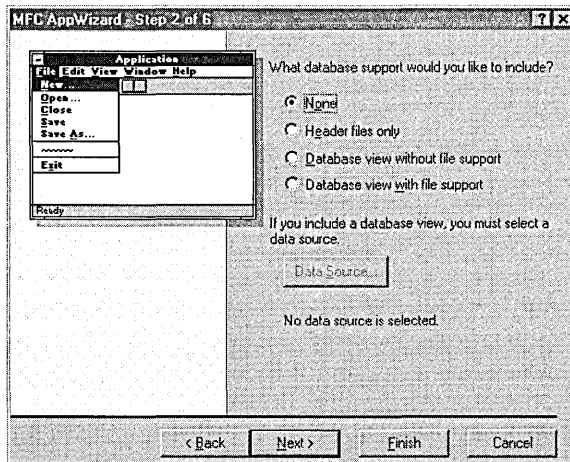 MFC AppWizard - Step 2 of 6
Application
File Edit View Window Help
New...
Open...
Close
Save
Save As...
Exit
Ready
What database support would you like to include?
None
Header files only
Database view without file support
Database view with file support
If you include a database view, you must select a
data source.
Data Source...
No data source is selected.
< Back
Next >
Finish
Cancel